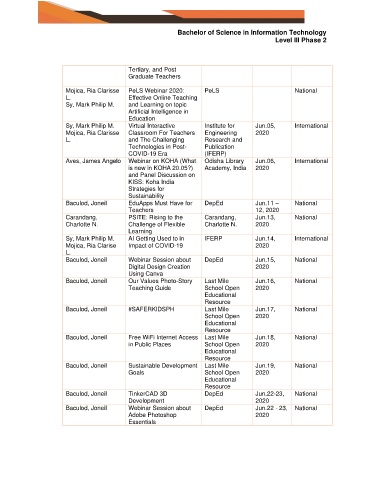 Bachelor of Science in Information Technology
Level III Phase 2
Tertiary, and Post
Graduate Teachers
Mojica, Ria Clarisse
L.
Sy, Mark Philip M.
PeLS Webinar 2020:
Effective Online Teaching
and Learning on topic
Artificial Intelligence in
Education
PeLS
National
Sy, Mark Philip M.
Mojica, Ria Clarisse
L.
Virtual Interactive
Classroom For Teachers
and The Challenging
Technologies in Post-
COVID-19 Era
Institute for
Engineering
Research and
Publication
(IFERP)
Jun.05,
2020
International
Aves, James Angelo
Webinar on KOHA (What
is new in KOHA 20.05?)
and Panel Discussion on
KISS: Koha India
Strategies for
Sustainability
Odisha Library
Academy, India
Jun.06,
2020
International
Baculod, Jonell
EduApps Must Have for
Teachers
DepEd
Jun.11 –
12, 2020
National
Carandang,
Charlotte N.
PSITE: Rising to the
Challenge of Flexible
Learning
Carandang,
Charlotte N.
Jun.13,
2020
National
Sy, Mark Philip M.
Mojica, Ria Clarise
L.
AI Getting Used to In
Impact of COVID-19
IFERP
Jun.14,
2020
International
Baculod, Jonell
Webinar Session about
Digital Design Creation
Using Canva
DepEd
Jun.15,
2020
National
Baculod, Jonell
Our Values Photo-Story
Teaching Guide
Last Mile
School Open
Educational
Resource
Jun.16,
2020
National
Baculod, Jonell
#SAFERKIDSPH
Last Mile
School Open
Educational
Resource
Jun.17,
2020
National
Baculod, Jonell
Free WiFi Internet Access
in Public Places
Last Mile
School Open
Educational
Resource
Jun.18,
2020
National
Baculod, Jonell
Sustainable Development
Goals
Last Mile
School Open
Educational
Resource
Jun.19,
2020
National
Baculod, Jonell
TinkerCAD 3D
Development
DepEd
Jun.22-23,
2020
National
Baculod, Jonell
Webinar Session about
Adobe Photoshop
Essentials
DepEd
Jun.22 - 23,
2020
National